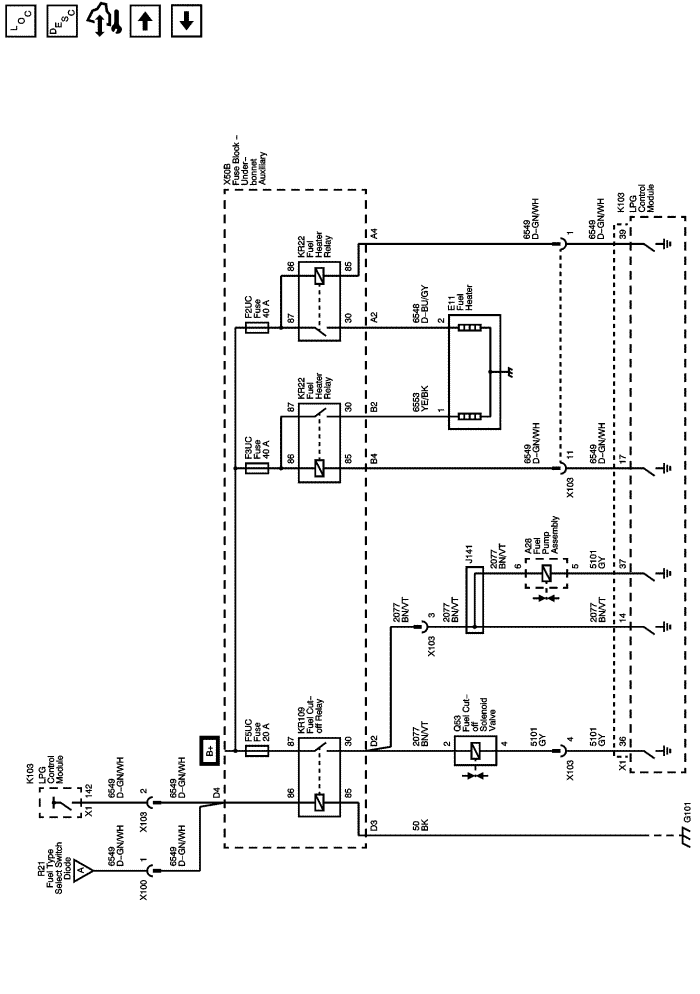 LOC
DESC
X50B
Fuse Block –
Under–
bonnet
Auxiliary
K103
LPG
Control
Module
39
A4
6549
D–GN/WH
1
6549
D–GN/WH
KR22
Fuel
Heater
Relay
86
85
87
30
F2UC
Fuse
40 A
A2
6548
D–BU/GY
2
E11
Fuel
Heater
KR22
Fuel
Heater
Relay
87
30
86
85
F3UC
Fuse
40 A
B2
6553
YE/BK
1
B4
6549
D–GN/WH
11
X103
6549
D–GN/WH
17
J141
2077
BN/VT
6
A28
Fuel
Pump
Assembly
5
5101
GY
37
2077
BN/VT
3
X103
2077
BN/VT
2077
BN/VT
14
B+
F5UC
Fuse
20 A
KR109
Fuel Cut–
off Relay
87
30
86
85
D2
2077
BN/VT
2
Q53
Fuel Cut–
off
Solenoid
Valve
4
5101
GY
4
X103
5101
GY
36
X1
K103
LPG
Control
Module
142
X1
6549
D–GN/WH
2
X103
6549
D–GN/WH
D4
D3
50
BK
G101
R21
Fuel Type
Select Switch
Diode
A
6549
D–GN/WH
1
X100
6549
D–GN/WH